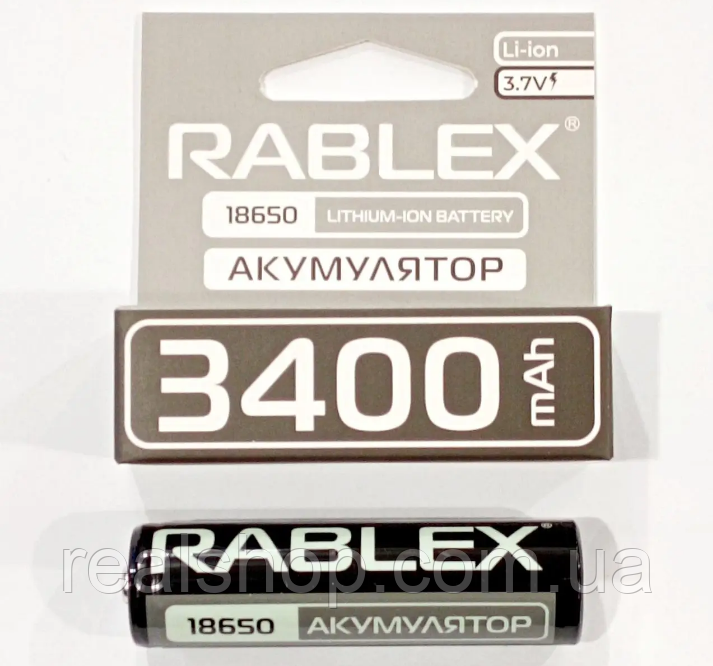 Li-ion
3.7V
RABLEX®
18650 LITHIUM-ION BATTERY
АКУМУЛЯТОР
3400 mAh
RABLEX®
realshop.com.ua
18650 АКУМУЛЯТОР